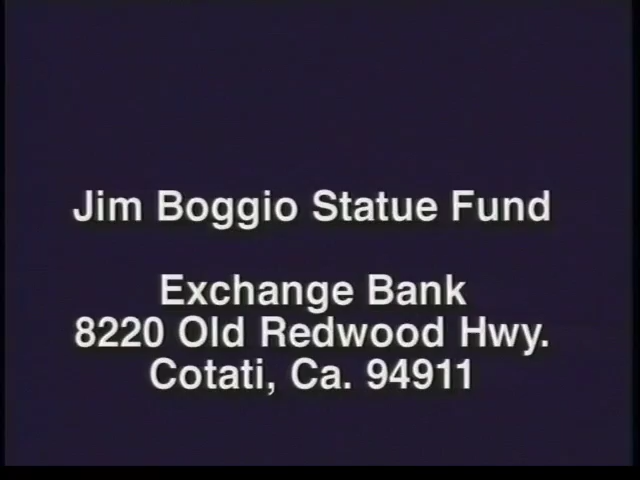 Jim Boggio Statue Fund
Exchange Bank
8220 Old Redwood Hwy.
Cotati, Ca. 94911